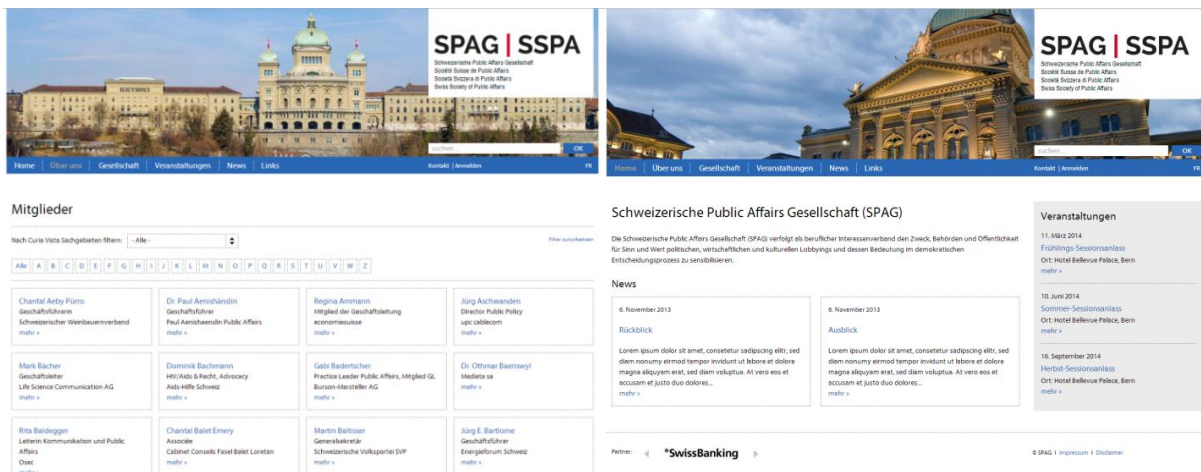 SPAG | SSPA
Schweizerische Public Affairs Gesellschaft
Société Suisse de Public Affairs
Società Svizzera di Public Affairs
Swiss Society of Public Affairs
suchen ...
OK
Home
Über uns
Gesellschaft
Veranstaltungen
News
Links
Kontakt | Anmelden
FR
Mitglieder
Nach Curia Vista Sachgebieten filtern:
- Alle -
Filter zurücksetzen
Alle A B C D E F G H I J K L M N O P Q R S T U V W Z
Chantal Aeby Pürro
Geschäftsführerin
Schweizerischer Weinbauernverband
mehr »
Dr. Paul Aenishänslin
Geschäftsführer
Paul Aenishaenslin Public Affairs
mehr »
Regina Ammann
Mitglied der Geschäftsleitung
economiesuisse
mehr »
Jürg Aschwanden
Director Public Policy
upc cablecom
mehr »
Mark Bächer
Geschäftsleiter
Life Science Communication AG
mehr »
Dominik Bachmann
HIV/Aids & Recht, Advocacy
Aids-Hilfe Schweiz
mehr »
Gabi Badertscher
Practice Leader Public Affairs, Mitglied GL
Burson-Marsteller AG
mehr »
Dr. Othmar Baeriswyl
Mediata sa
mehr »
Rita Baldegger
Leiterin Kommunikation und Public
Affairs
Osec
mehr »
Chantal Balet Emery
Associée
Cabinet Conseils Fasel Balet Loretan
mehr »
Martin Baltisser
Generalsekretär
Schweizerische Volkspartei SVP
mehr »
Jürg E. Bartlome
Geschäftsführer
Energieforum Schweiz
mehr »
SPAG | SSPA
Schweizerische Public Affairs Gesellschaft
Société Suisse de Public Affairs
Società Svizzera di Public Affairs
Swiss Society of Public Affairs
suchen ...
OK
Home
Über uns
Gesellschaft
Veranstaltungen
News
Links
Kontakt | Anmelden
FR
Schweizerische Public Affairs Gesellschaft (SPAG)
Die Schweizerische Public Affairs Gesellschaft (SPAG) verfolgt als beruflicher Interessenverband den Zweck, Behörden und Öffentlichkeit
für Sinn und Wert politischen, wirtschaftlichen und kulturellen Lobbyings und dessen Bedeutung im demokratischen
Entscheidungsprozess zu sensibilisieren.
News
6. November 2013
Rückblick
Lorem ipsum dolor sit amet, consetetur sadipscing elitr, sed
diam nonumy eirmod tempor invidunt ut labore et dolore
magna aliquyam erat, sed diam voluptua. At vero eos et
accusam et justo duo dolores...
mehr »
6. November 2013
Ausblick
Lorem ipsum dolor sit amet, consetetur sadipscing elitr, sed
diam nonumy eirmod tempor invidunt ut labore et dolore
magna aliquyam erat, sed diam voluptua. At vero eos et
accusam et justo duo dolores...
mehr »
Veranstaltungen
11. März 2014
Frühlings-Sessionsanlass
Ort: Hotel Bellevue Palace, Bern
mehr »
10. Juni 2014
Sommer-Sessionsanlass
Ort: Hotel Bellevue Palace, Bern
mehr »
16. September 2014
Herbst-Sessionsanlass
Ort: Hotel Bellevue Palace, Bern
mehr »
Partner:
*SwissBanking
© SPAG | Impressum | Disclaimer